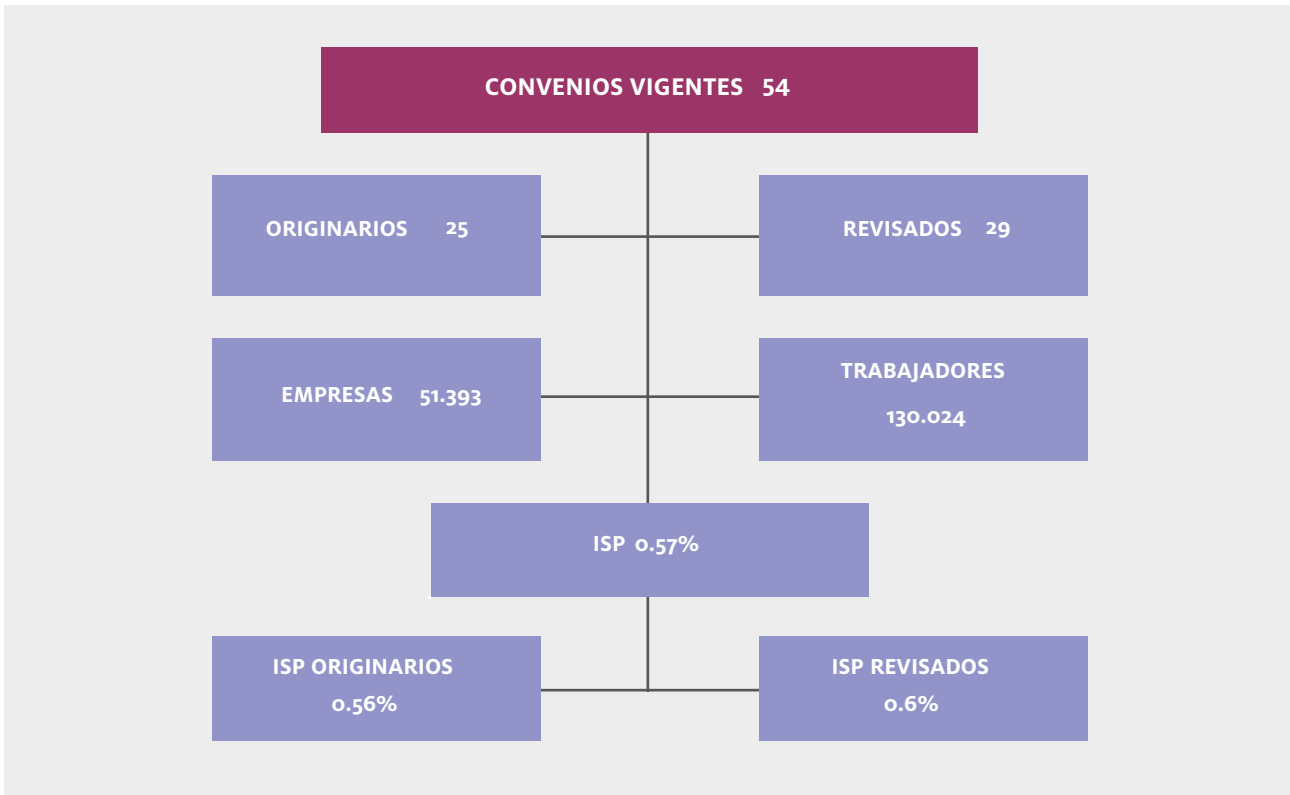 CONVENIOS VIGENTES 54
ORIGINARIOS 25
REVISADOS 29
EMPRESAS 51.393
TRABAJADORES
130.024
ISP 0.57%
ISP ORIGINARIOS
0.56%
ISP REVISADOS
0.6%